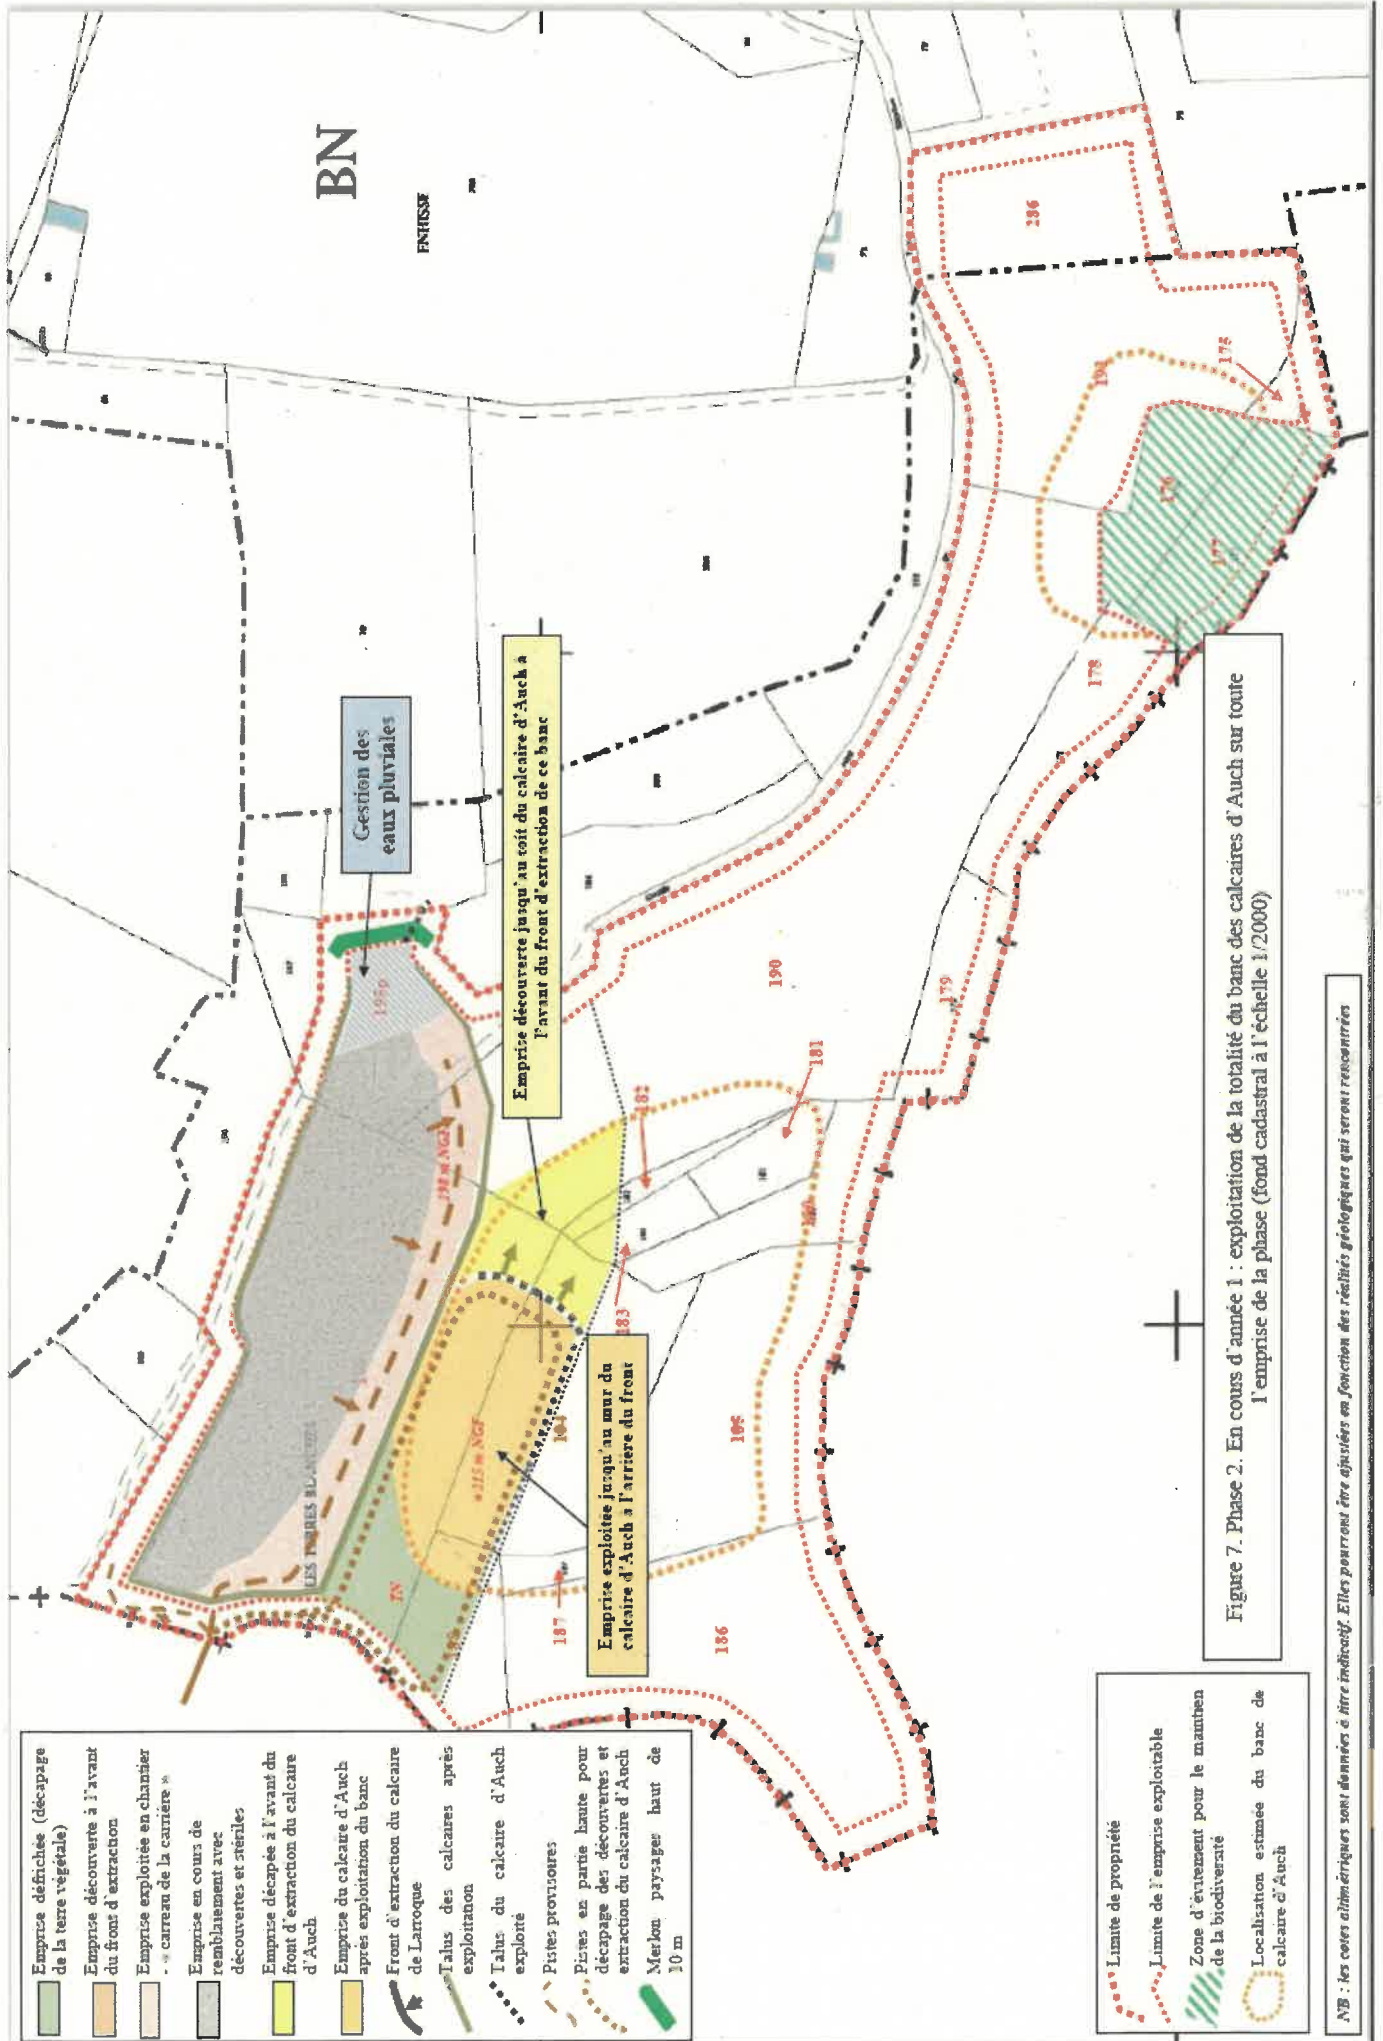 Emprise défrichée (décapage
de la terre végétale)
Emprise découverte à l'avant
du front d'extraction
Emprise exploitée en chantier
- « carreau de la carrière »
Emprise en cours de
remblaiement avec
découvertes et stériles
Emprise décapée à l'avant du
front d'extraction du calcaire
d'Auch
Emprise du calcaire d'Auch
après exploitation du banc
Front d'extraction du calcaire
de Larroque
Talus des calcaires après
exploitation
Talus du calcaire d'Auch
exploité
Pistes provisoires
Pistes en partie haute pour
décapage des découvertes et
extraction du calcaire d'Auch
Merlon paysages haut de
10 m
BN
ENHISSE
Gestion des
eaux pluviales
Emprise découverte jusqu'au toit du calcaire d'Auch à
l'avant du front d'extraction de ce banc
Emprise exploitée jusqu'au mur du
calcaire d'Auch à l'arrière du front
LES
198 m NGF
215 m NGF
TN
186
187
183
182
181
190
179
178
177
176
175
191
286
Limite de propriété
Limite de l'emprise exploitable
Zone d'évitement pour le maintien
de la biodiversité
Localisation estimée du banc de
calcaire d'Auch
Figure 7. Phase 2. En cours d'année 1 : exploitation de la totalité du banc des calcaires d'Auch sur toute
l'emprise de la phase (fond cadastral à l'échelle 1/2000)
NB : les cotes altimétriques sont données à titre indicatif. Elles pourront être ajustées en fonction des réalités géologiques qui seront rencontrées